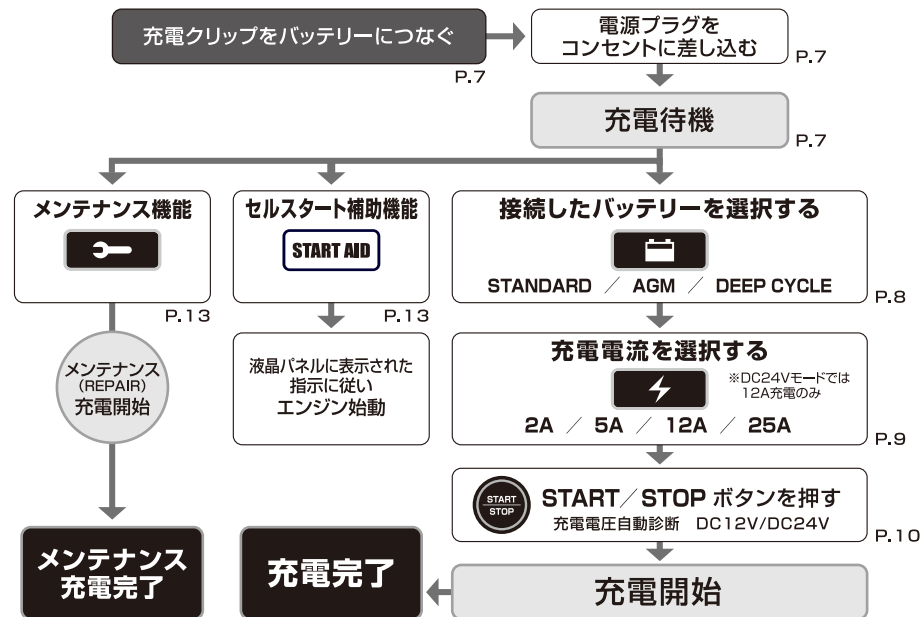 充電クリップをバッテリーにつなぐ
P.7
電源プラグを
コンセントに差し込む
P.7
充電待機
P.7
メンテナンス機能
P.13
メンテナンス
(REPAIR)
充電開始
メンテナンス
充電完了
セルスタート補助機能
START AID
P.13
液晶パネルに表示された
指示に従い
エンジン始動
接続したバッテリーを選択する
STANDARD ／ AGM ／ DEEP CYCLE
P.8
充電電流を選択する
※DC24Vモードでは
12A充電のみ
2A ／ 5A ／ 12A ／ 25A
P.9
START
STOP
START／STOP ボタンを押す
充電電圧自動診断 DC12V/DC24V
P.10
充電開始
充電完了